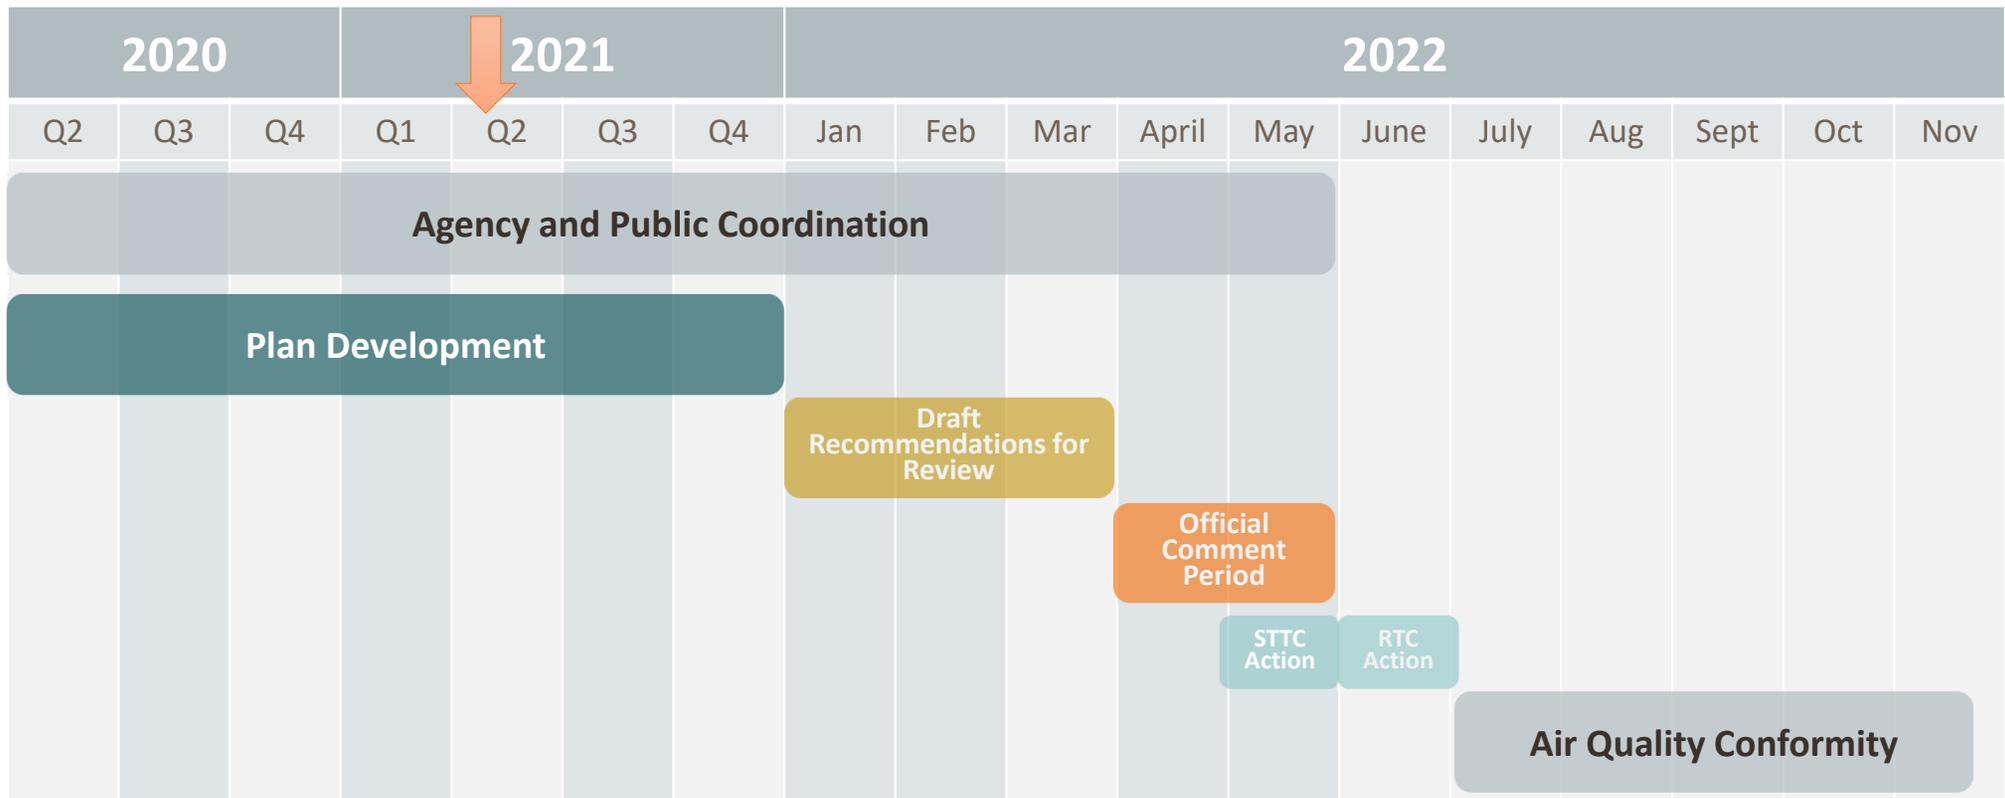 2020 2021 2022
Q2 Q3 Q4 Q1 Q2 Q3 Q4 Jan Feb Mar April May June July Aug Sept Oct Nov
Agency and Public Coordination
Plan Development
Draft
Recommendations for
Review
Official
Comment
Period
STTC
Action
RTC
Action
Air Quality Conformity